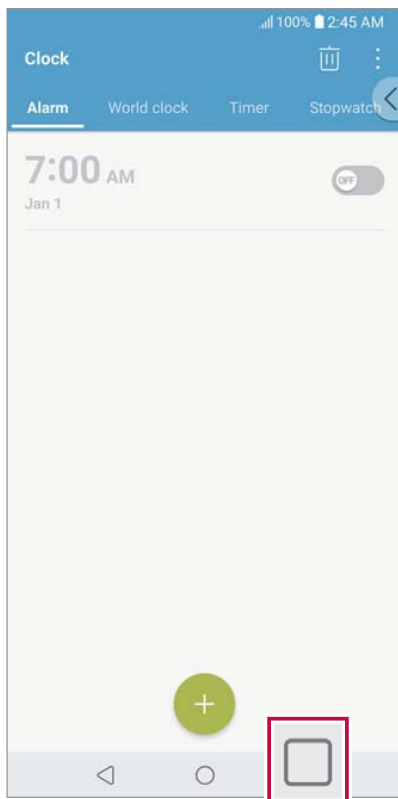 100% 2:45 AM
Clock
Alarm World clock Timer Stopwatch
7:00 AM
OFF
Jan 1
+